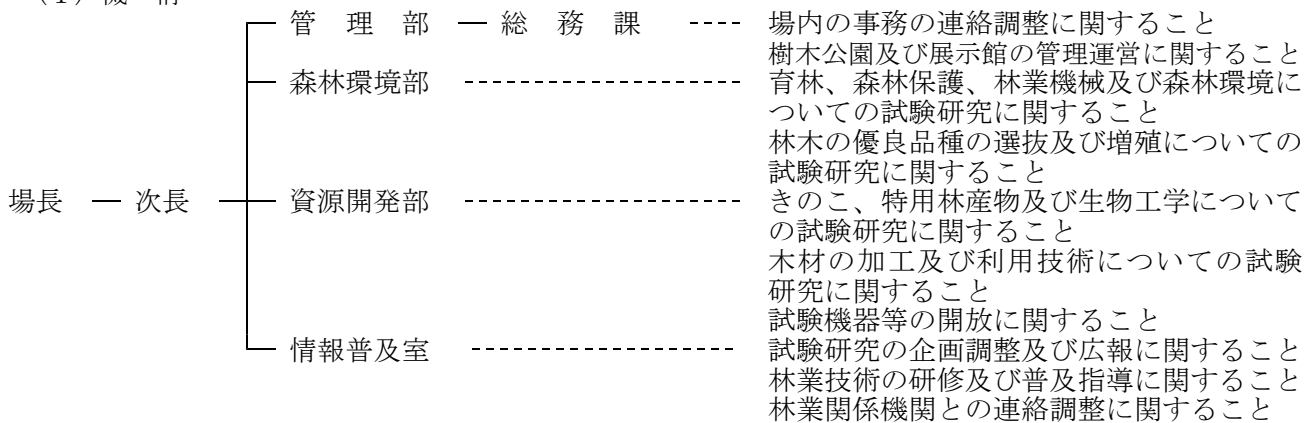 管理部 総務課 場内の事務の連絡調整に関すること
樹木公園及び展示館の管理運営に関すること
森林環境部 育林、森林保護、林業機械及び森林環境に
ついての試験研究に関すること
林木の優良品種の選抜及び増殖についての
試験研究に関すること
場長 次長 資源開発部 きのこ、特用林産物及び生物工学について
の試験研究に関すること
木材の加工及び利用技術についての試験
研究に関すること
試験機器等の開放に関すること
情報普及室 試験研究の企画調整及び広報に関すること
林業技術の研修及び普及指導に関すること
林業関係機関との連絡調整に関すること